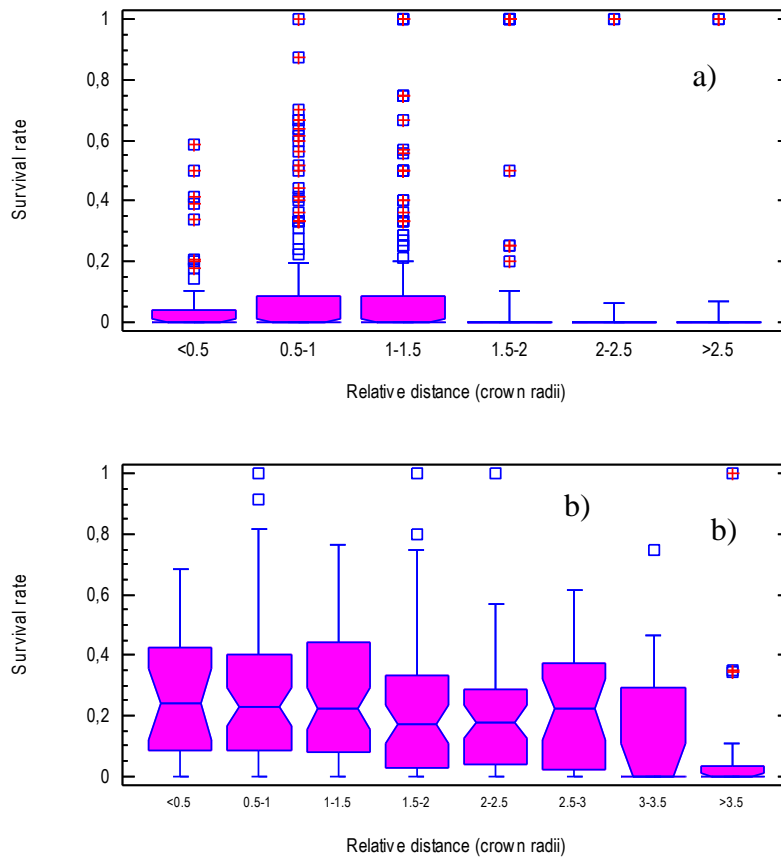 1
0,8
0,6
0,4
0,2
0
Survival rate
a)
<0.5 0.5-1 1-1.5 1.5-2 2-2.5 >2.5
Relative distance (crown radii)
1
0,8
0,6
0,4
0,2
0
Survival rate
b)
b)
<0.5 0.5-1 1-1.5 1.5-2 2-2.5 2.5-3 3-3.5 >3.5
Relative distance (crown radii)